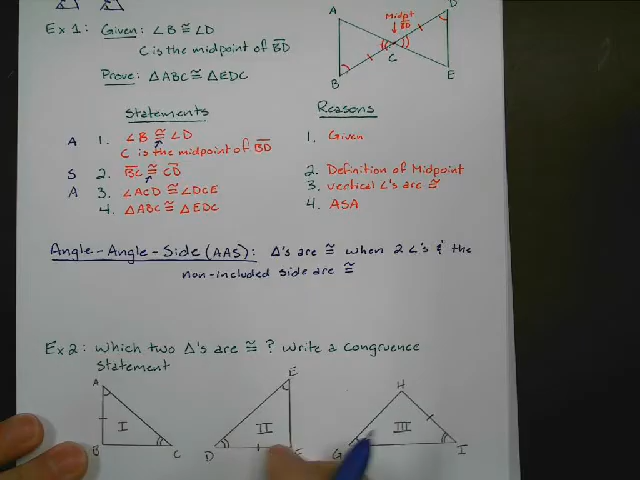 Ex 1: Given: ∠B ≅ ∠D
C is the midpoint of BD
Prove: △ABC ≅ △EDC
A
D
Midpt
BD
C
B
E
Statements
Reasons
A 1. ∠B ≅ ∠D
C is the midpoint of BD
1. Given
S 2. BC ≅ CD
2. Definition of Midpoint
A 3. ∠ACD ≅ ∠DCE
3. vertical ∠'s are ≅
4. △ABC ≅ △EDC
4. ASA
Angle-Angle-Side (AAS): △'s are ≅ when 2 ∠'s & the
non-included side are ≅
Ex 2: Which two △'s are ≅? Write a congruence
statement
A
E
H
I
II
III
B
C
D
G
I